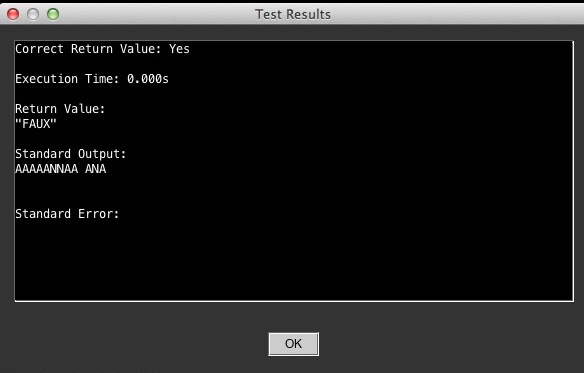 Test Results
Correct Return Value: Yes
Execution Time: 0.000s
Return Value:
"FAUX"
Standard Output:
AAAAANNAA ANA
Standard Error:
OK